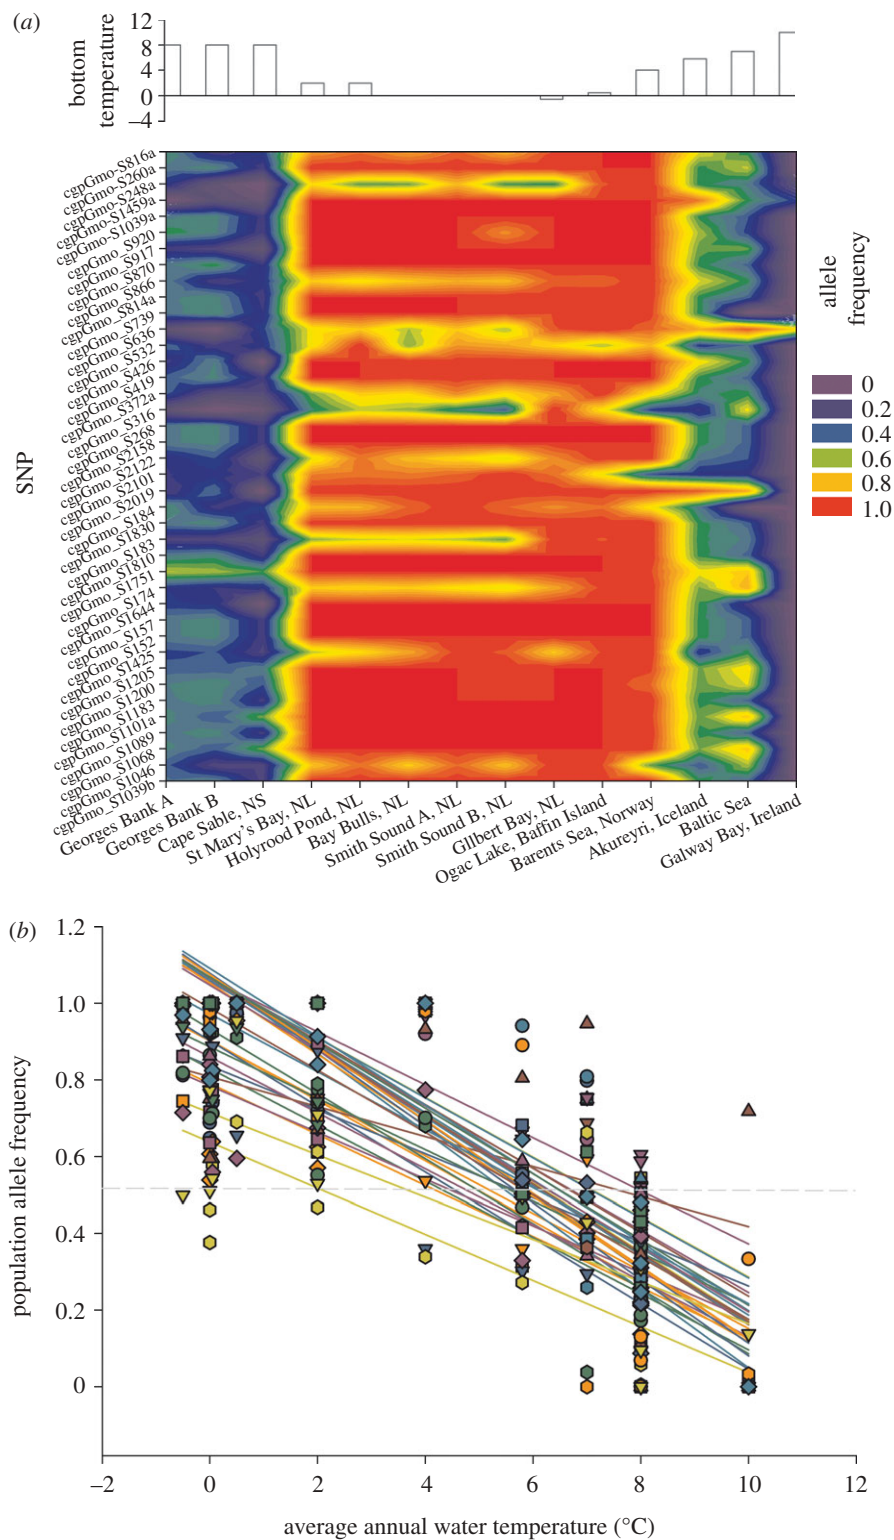 (a)
12
8
4
0
−4
bottom
temperature
cgpGmo-S816a
cgpGmo-S260a
cgpGmo-S248a
cgpGmo-S1459a
cgpGmo-S1039a
cgpGmo_S920
cgpGmo_S917
cgpGmo_S870
cgpGmo_S866
cgpGmo_S814a
cgpGmo_S739
cgpGmo_S636
cgpGmo_S532
cgpGmo_S426
cgpGmo_S419
cgpGmo_S372a
cgpGmo_S316
cgpGmo_S268
cgpGmo_S2158
cgpGmo_S2122
cgpGmo_S2101
cgpGmo_S2019
cgpGmo_S184
cgpGmo_S1830
cgpGmo_S183
cgpGmo_S1810
cgpGmo_S1751
cgpGmo_S174
cgpGmo_S1644
cgpGmo_S157
cgpGmo_S152
cgpGmo_S1425
cgpGmo_S1205
cgpGmo_S1200
cgpGmo_S1183
cgpGmo_S1101a
cgpGmo_S1089
cgpGmo_S1068
cgpGmo_S1046
cgpGmo_S1039b
SNP
Georges Bank A
Georges Bank B
Cape Sable, NS
St Mary's Bay, NL
Holyrood Pond, NL
Bay Bulls, NL
Smith Sound A, NL
Smith Sound B, NL
GIlbert Bay, NL
Ogac Lake, Baffin Island
Barents Sea, Norway
Akureyri, Iceland
Baltic Sea
Galway Bay, Ireland
allele
frequency
0
0.2
0.4
0.6
0.8
1.0
(b)
1.2
1.0
0.8
0.6
0.4
0.2
0
population allele frequency
−2
0
2
4
6
8
10
12
average annual water temperature (°C)